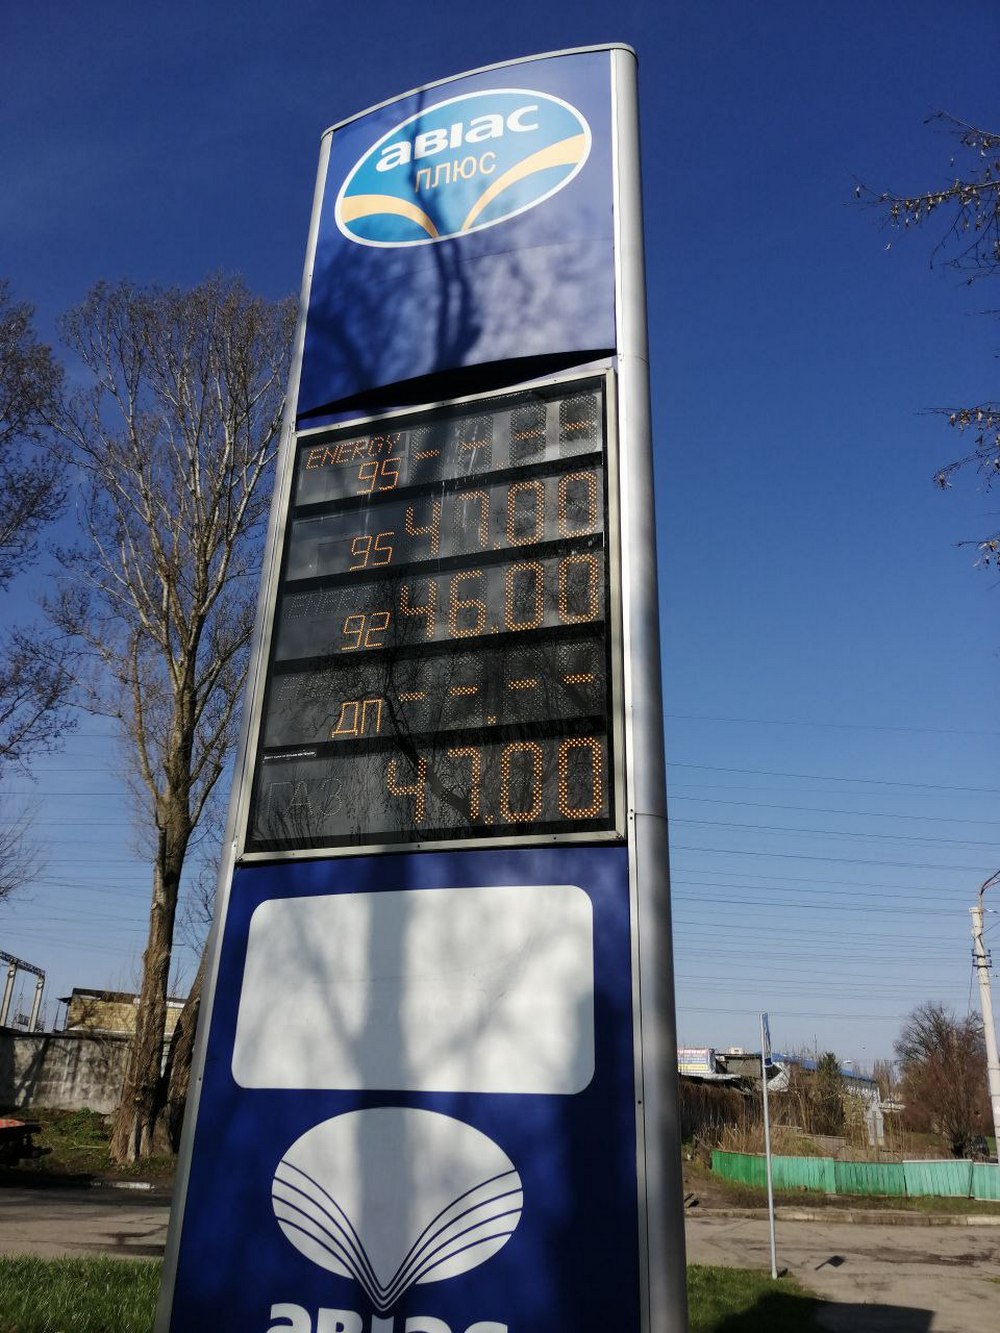 авіас
плюс
ENERGY
95 --.--
95 47.00
92 46.00
ДП --.--
ГАЗ 47.00
авіас